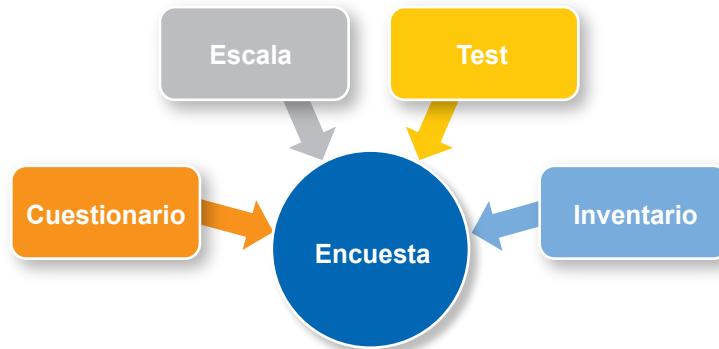 Escala
Test
Cuestionario
Inventario
Encuesta